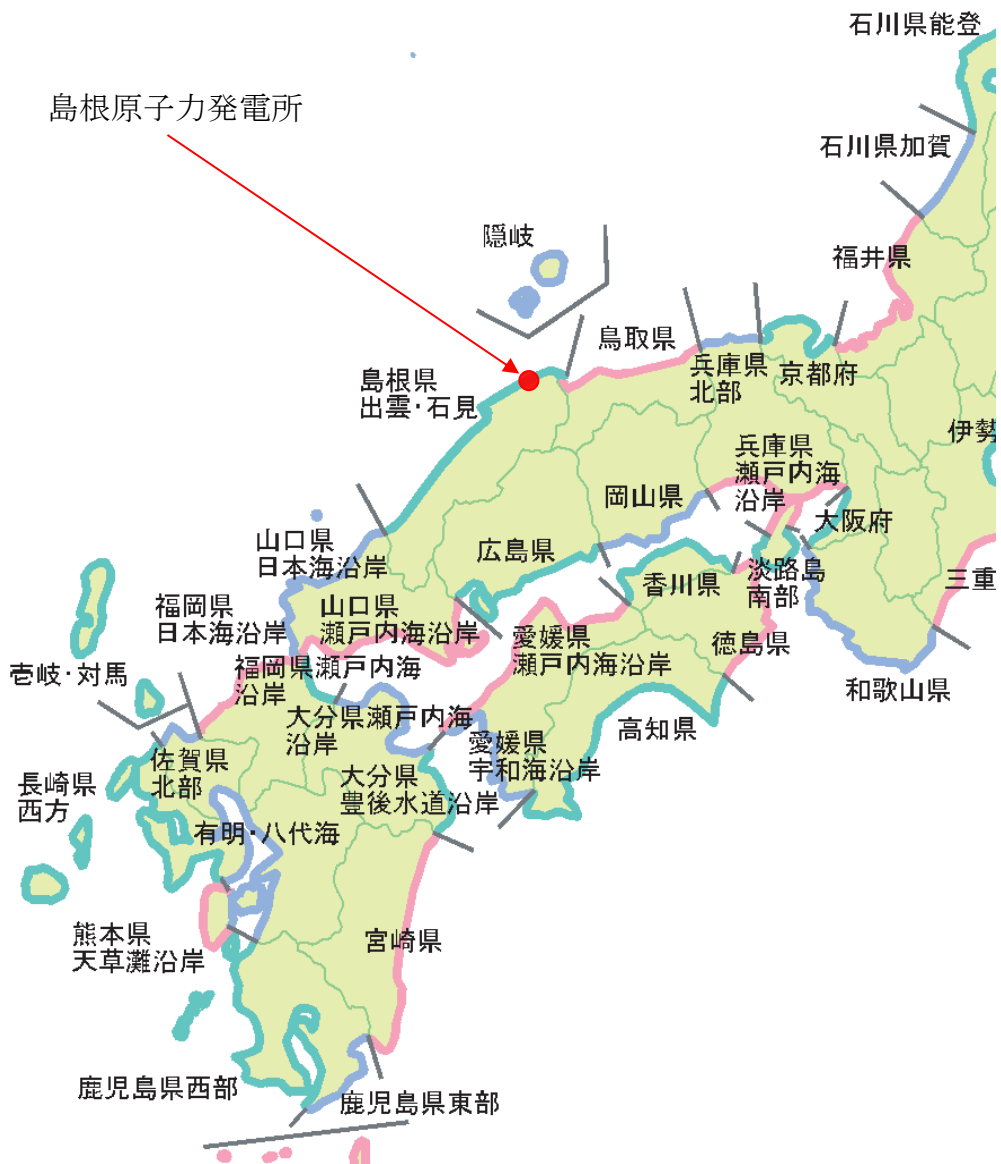 石川県能登
島根原子力発電所
石川県加賀
隠岐
福井県
鳥取県
兵庫県
北部
京都府
島根県
出雲・石見
伊勢
兵庫県
瀬戸内海
沿岸
岡山県
大阪府
山口県
日本海沿岸
広島県
香川県
淡路島
南部
三重
福岡県
日本海沿岸
山口県
瀬戸内海沿岸
愛媛県
瀬戸内海沿岸
徳島県
壱岐・対馬
福岡県瀬戸内海
沿岸
和歌山県
大分県瀬戸内海
沿岸
高知県
佐賀県
北部
愛媛県
宇和海沿岸
長崎県
西方
大分県
豊後水道沿岸
有明・八代海
熊本県
天草灘沿岸
宮崎県
鹿児島県西部
鹿児島県東部